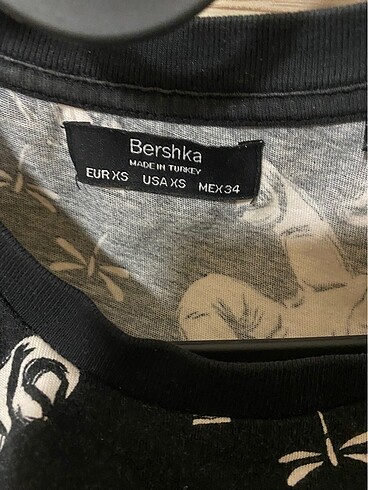 Bershka
MADE IN TURKEY
EUR XS USA XS MEX 34